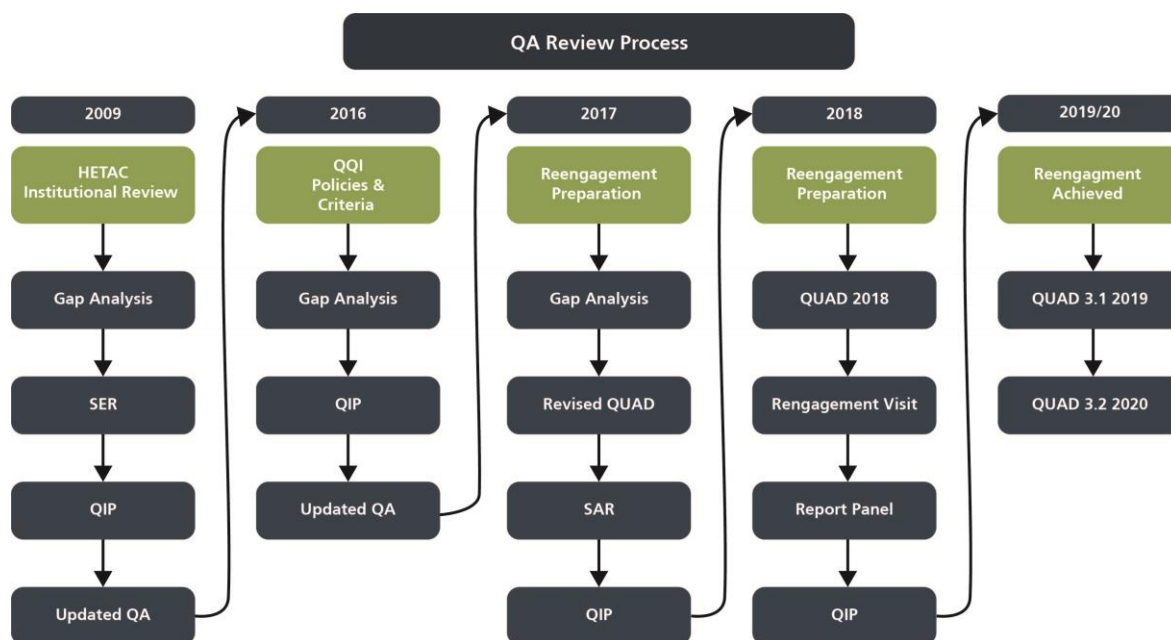 QA Review Process
2009
HETAC
Institutional Review
Gap Analysis
SER
QIP
Updated QA
2016
QQI
Policies &
Criteria
Gap Analysis
QIP
Updated QA
2017
Reengagement
Preparation
Gap Analysis
Revised QUAD
SAR
QIP
2018
Reengagement
Preparation
QUAD 2018
Rengagement Visit
Report Panel
QIP
2019/20
Reengagment
Achieved
QUAD 3.1 2019
QUAD 3.2 2020